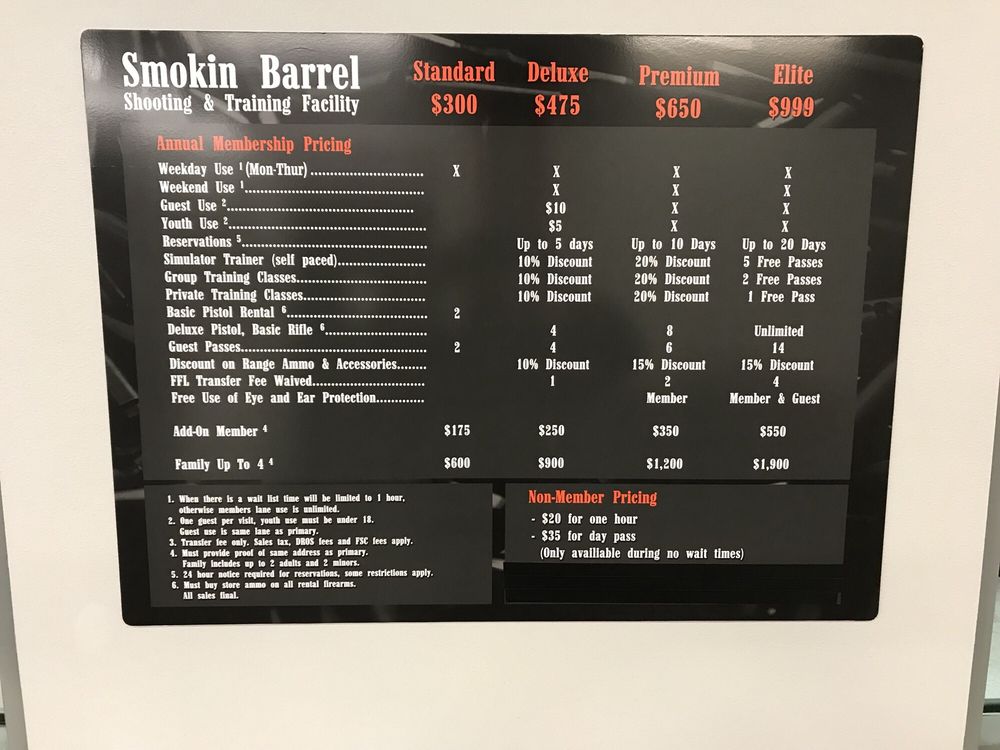 Smokin Barrel Standard Deluxe Premium Elite
Shooting & Training Facility $300 $475 $650 $999
Annual Membership Pricing
Weekday Use 1 (Mon-Thur) X X X X
Weekend Use 1 X X X
Guest Use 2 $10 X X
Youth Use 2 $5 X X
Reservations 5 Up to 5 days Up to 10 Days Up to 20 Days
Simulator Trainer (self paced) 10% Discount 20% Discount 5 Free Passes
Group Training Classes 10% Discount 20% Discount 2 Free Passes
Private Training Classes 10% Discount 20% Discount 1 Free Pass
Basic Pistol Rental 6 2
Deluxe Pistol, Basic Rifle 6 4 8 Unlimited
Guest Passes 2 4 6 14
Discount on Range Ammo & Accessories 10% Discount 15% Discount 15% Discount
FFL Transfer Fee Waived 1 2 4
Free Use of Eye and Ear Protection Member Member & Guest
Add-On Member 4 $175 $250 $350 $550
Family Up To 4 4 $600 $900 $1,200 $1,900
1. When there is a wait list time will be limited to 1 hour,
otherwise members lane use is unlimited.
2. One guest per visit, youth use must be under 18.
Guest use is same lane as primary.
3. Transfer fee only. Sales tax, DROS fees and FSC fees apply.
4. Must provide proof of same address as primary.
Family includes up to 2 adults and 2 minors.
5. 24 hour notice required for reservations, some restrictions apply.
6. Must buy store ammo on all rental firearms.
All sales final.
Non-Member Pricing
- $20 for one hour
- $35 for day pass
(Only availlable during no wait times)